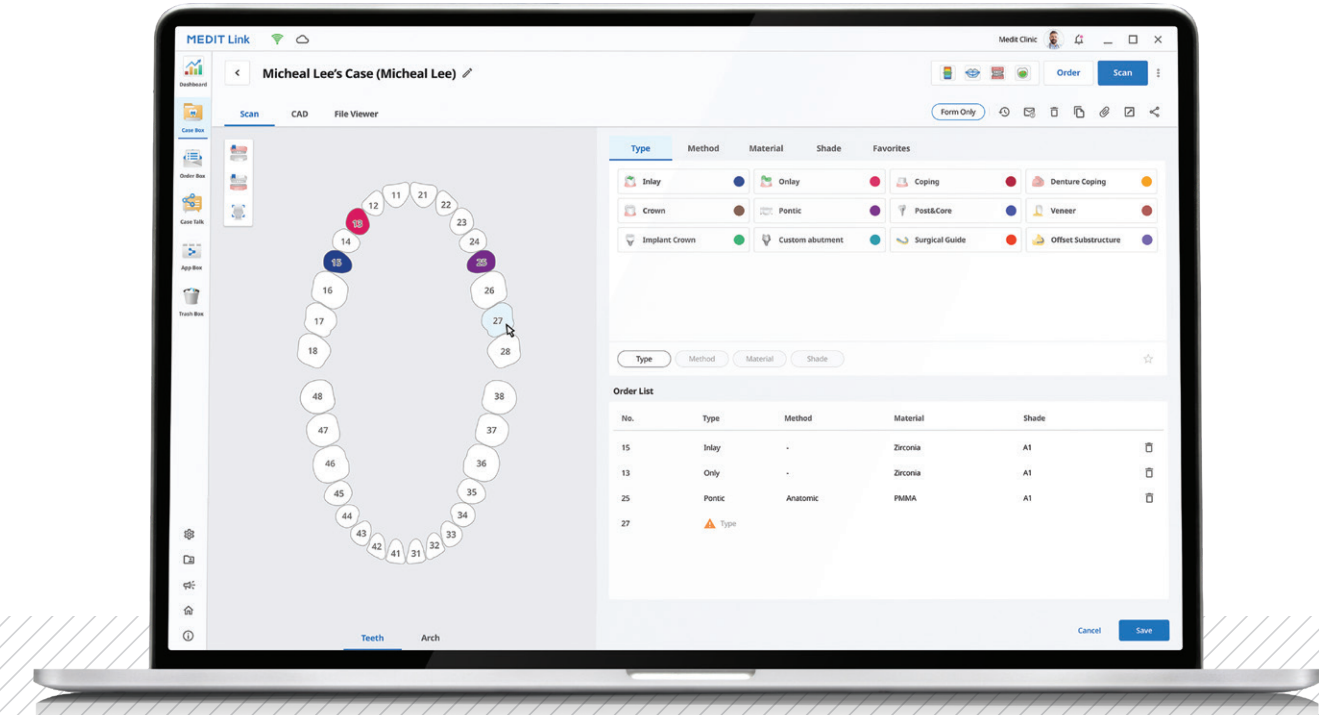 MEDIT Link
Medit Clinic
Dashboard
Micheal Lee's Case (Micheal Lee)
Order
Scan
Case Box
Scan CAD File Viewer
Form Only
Order Box
Case Talk
App Box
Trash Box
11 21
12 22
13 23
14 24
15 25
16 26
17 27
18 28
48 38
47 37
46 36
45 35
44 34
43 33
42 41 31 32
Teeth Arch
Type Method Material Shade Favorites
Inlay Onlay Coping Denture Coping
Crown Pontic Post&Core Veneer
Implant Crown Custom abutment Surgical Guide Offset Substructure
Type Method Material Shade
Order List
No. Type Method Material Shade
15 Inlay - Zirconia A1
13 Only - Zirconia A1
25 Pontic Anatomic PMMA A1
27 Type
Cancel Save